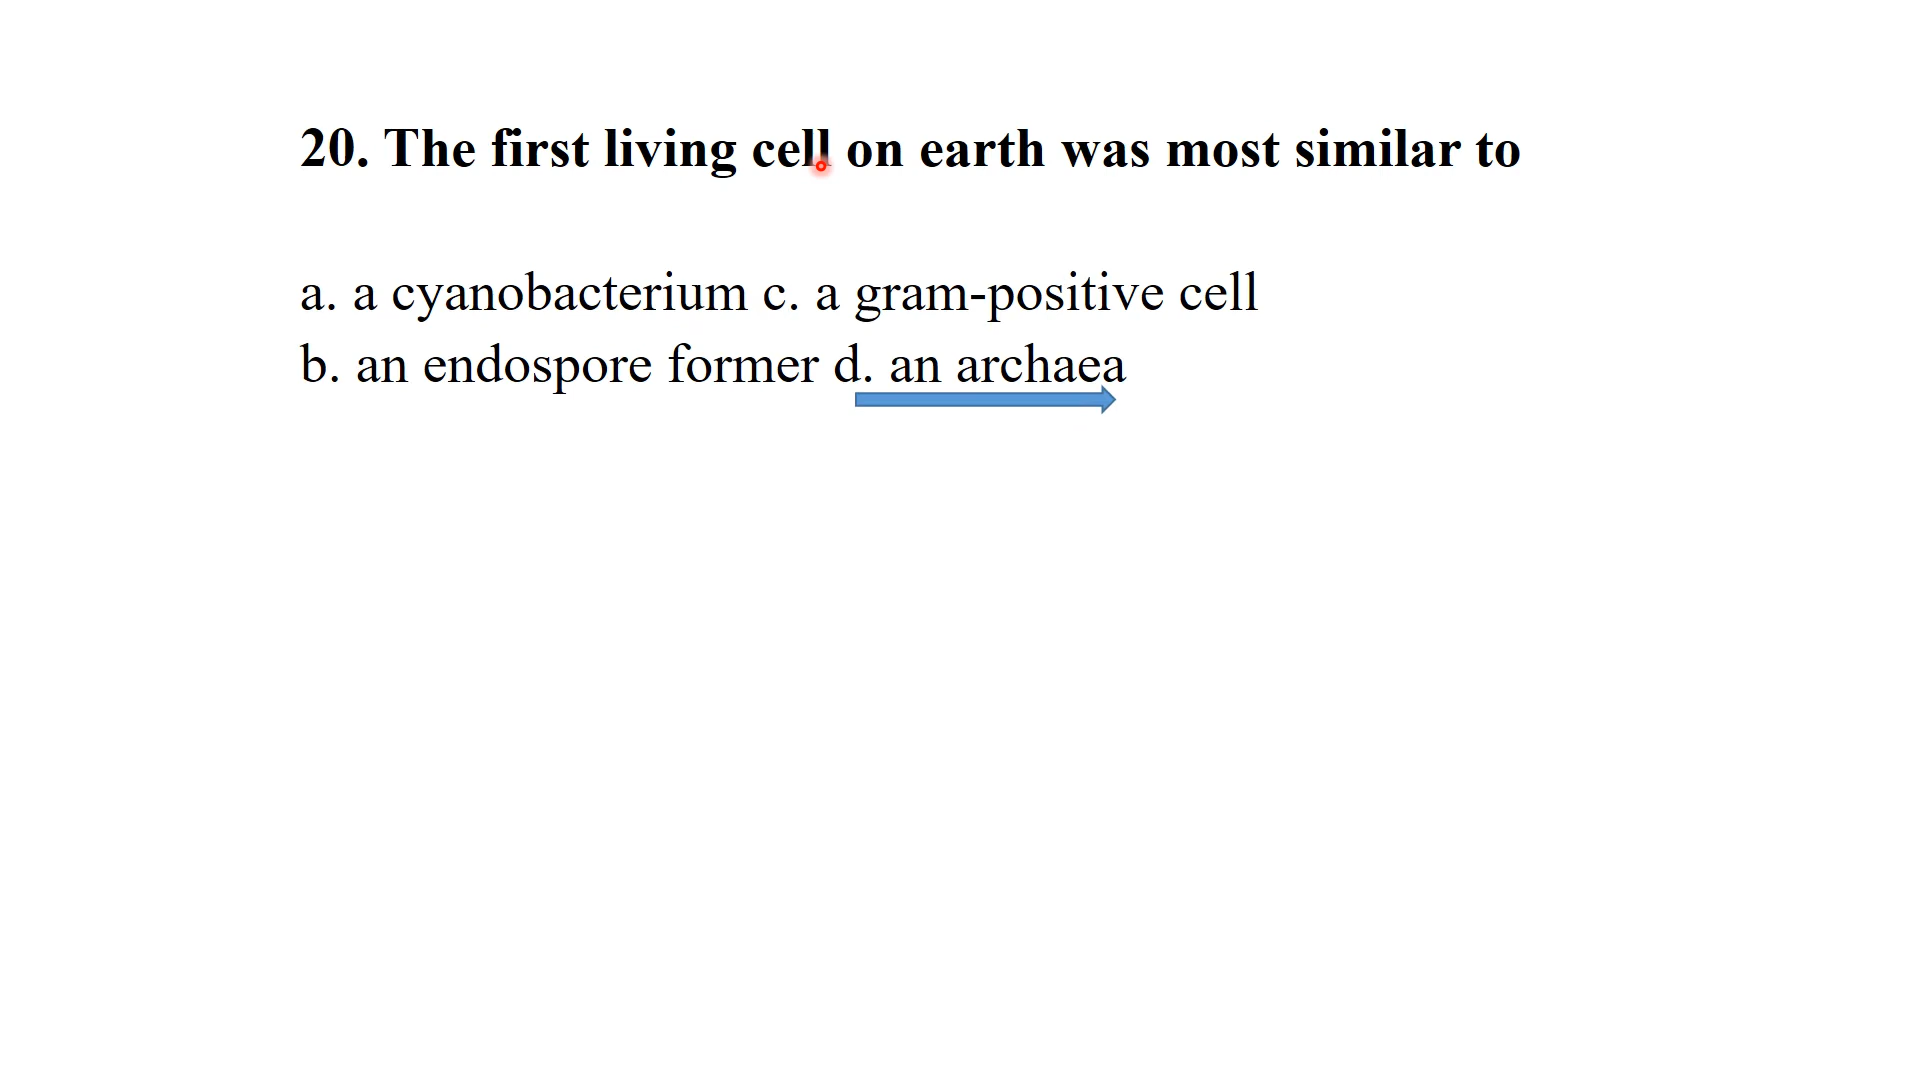 20. The first living cell on earth was most similar to
a. a cyanobacterium c. a gram-positive cell
b. an endospore former d. an archaea